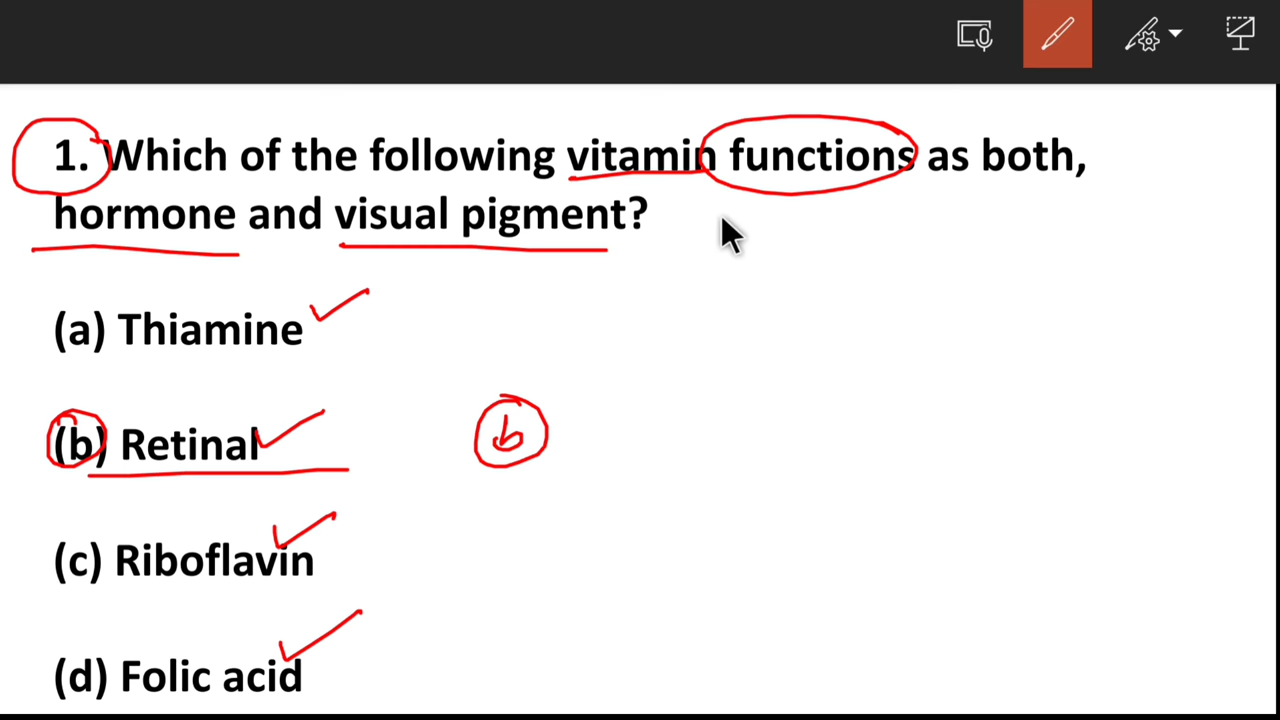 1. Which of the following vitamin functions as both,
hormone and visual pigment?
(a) Thiamine
(b) Retinal
b
(c) Riboflavin
(d) Folic acid